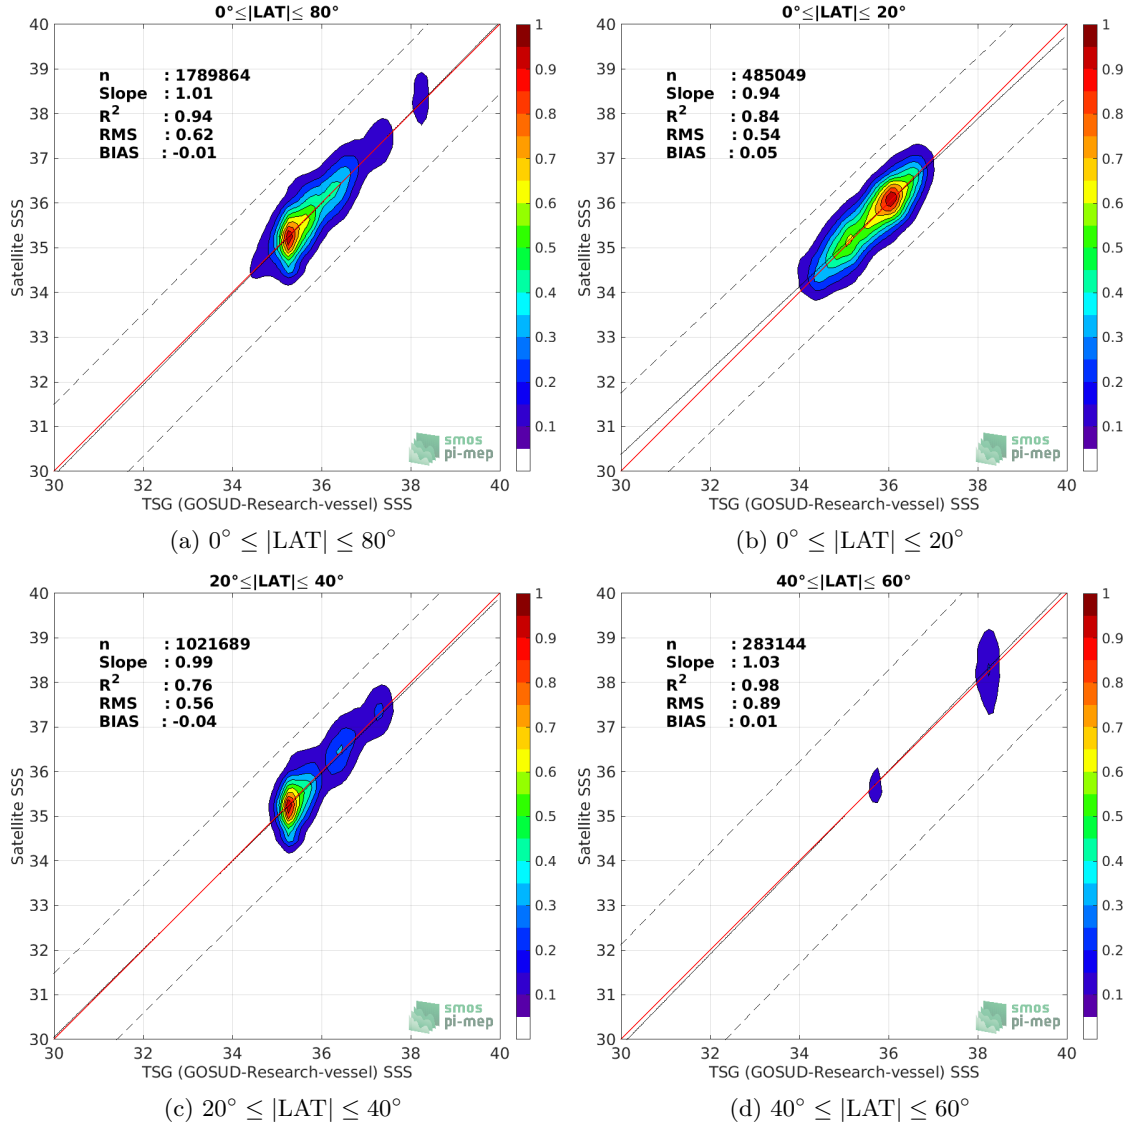 0°≤|LAT|≤ 80°
n : 1789864
Slope : 1.01
R² : 0.94
RMS : 0.62
BIAS : -0.01
40
39
38
37
36
35
34
33
32
31
30
30 32 34 36 38 40
Satellite SSS
TSG (GOSUD-Research-vessel) SSS
1
0.9
0.8
0.7
0.6
0.5
0.4
0.3
0.2
0.1
smos
pi-mep
(a) 0° ≤ |LAT| ≤ 80°
0°≤|LAT|≤ 20°
n : 485049
Slope : 0.94
R² : 0.84
RMS : 0.54
BIAS : 0.05
40
39
38
37
36
35
34
33
32
31
30
30 32 34 36 38 40
Satellite SSS
TSG (GOSUD-Research-vessel) SSS
1
0.9
0.8
0.7
0.6
0.5
0.4
0.3
0.2
0.1
smos
pi-mep
(b) 0° ≤ |LAT| ≤ 20°
20°≤|LAT|≤ 40°
n : 1021689
Slope : 0.99
R² : 0.76
RMS : 0.56
BIAS : -0.04
40
39
38
37
36
35
34
33
32
31
30
30 32 34 36 38 40
Satellite SSS
TSG (GOSUD-Research-vessel) SSS
1
0.9
0.8
0.7
0.6
0.5
0.4
0.3
0.2
0.1
smos
pi-mep
(c) 20° ≤ |LAT| ≤ 40°
40°≤|LAT|≤ 60°
n : 283144
Slope : 1.03
R² : 0.98
RMS : 0.89
BIAS : 0.01
40
39
38
37
36
35
34
33
32
31
30
30 32 34 36 38 40
Satellite SSS
TSG (GOSUD-Research-vessel) SSS
1
0.9
0.8
0.7
0.6
0.5
0.4
0.3
0.2
0.1
smos
pi-mep
(d) 40° ≤ |LAT| ≤ 60°